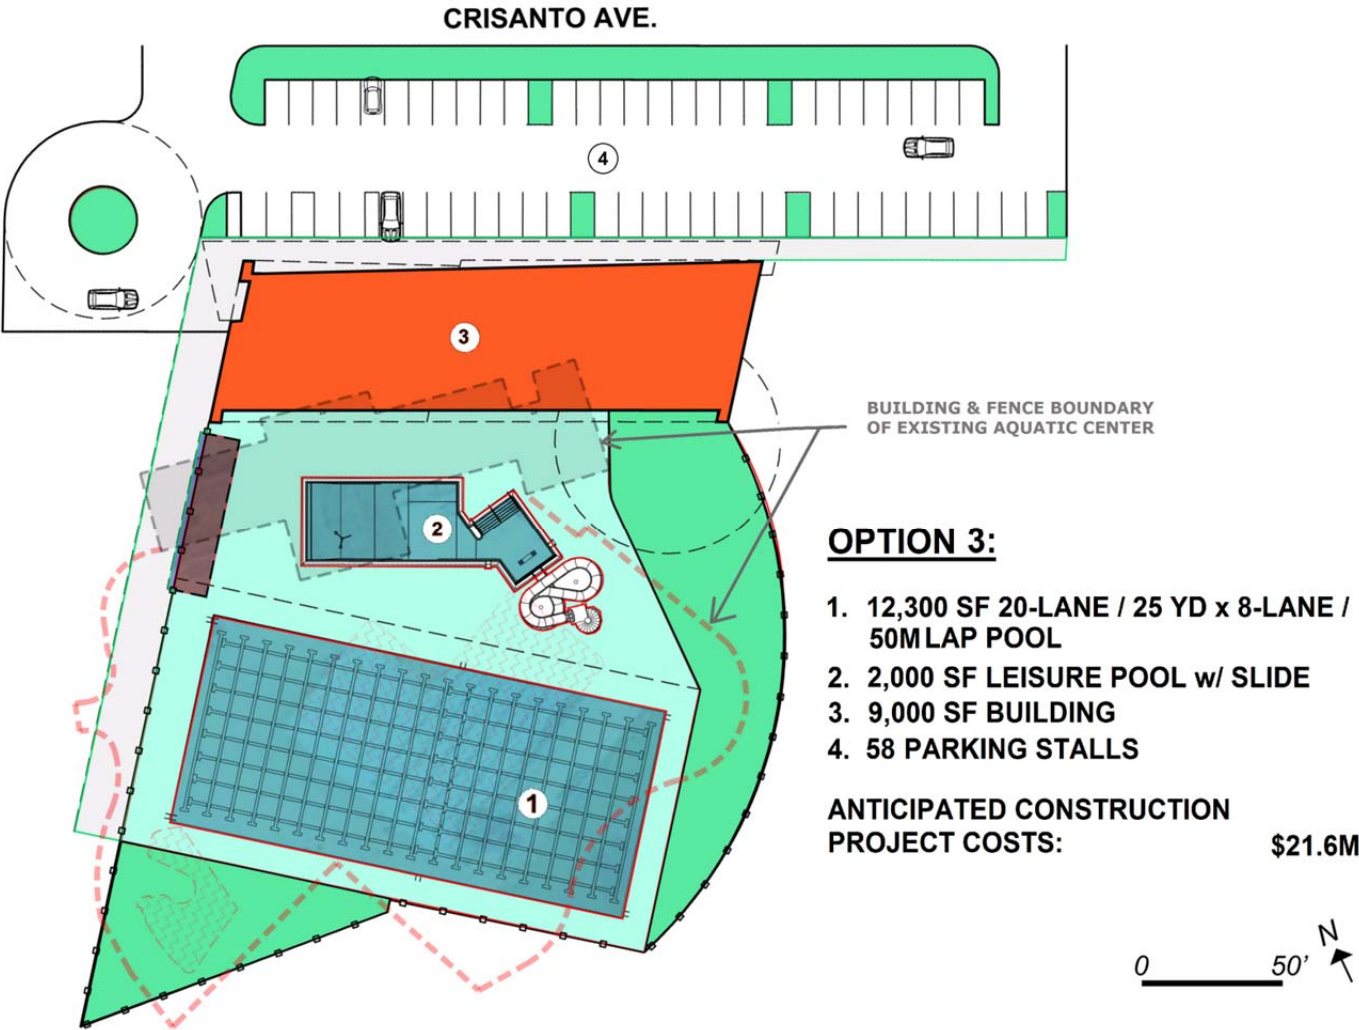 CRISANTO AVE.
4
3
BUILDING & FENCE BOUNDARY
OF EXISTING AQUATIC CENTER
2
1
OPTION 3:
1. 12,300 SF 20-LANE / 25 YD x 8-LANE /
50M LAP POOL
2. 2,000 SF LEISURE POOL w/ SLIDE
3. 9,000 SF BUILDING
4. 58 PARKING STALLS
ANTICIPATED CONSTRUCTION
PROJECT COSTS: $21.6M
N
0 50'